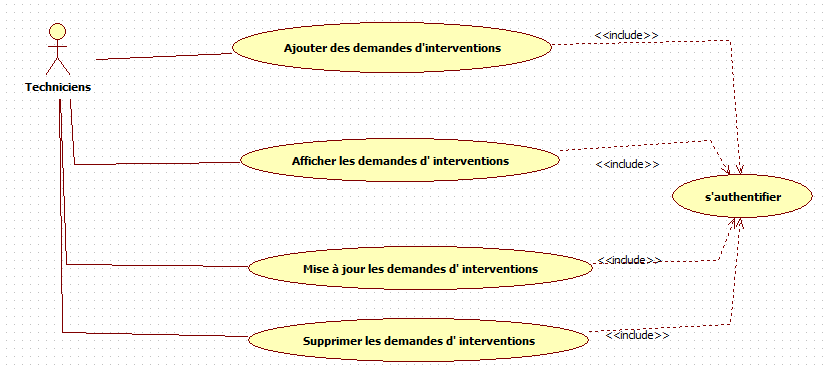 Ajouter des demandes d'interventions
<<include>>
Techniciens
Afficher les demandes d' interventions
<<include>>
s'authentifier
Mise à jour les demandes d' interventions
<<include>>
Supprimer les demandes d' interventions
<<include>>